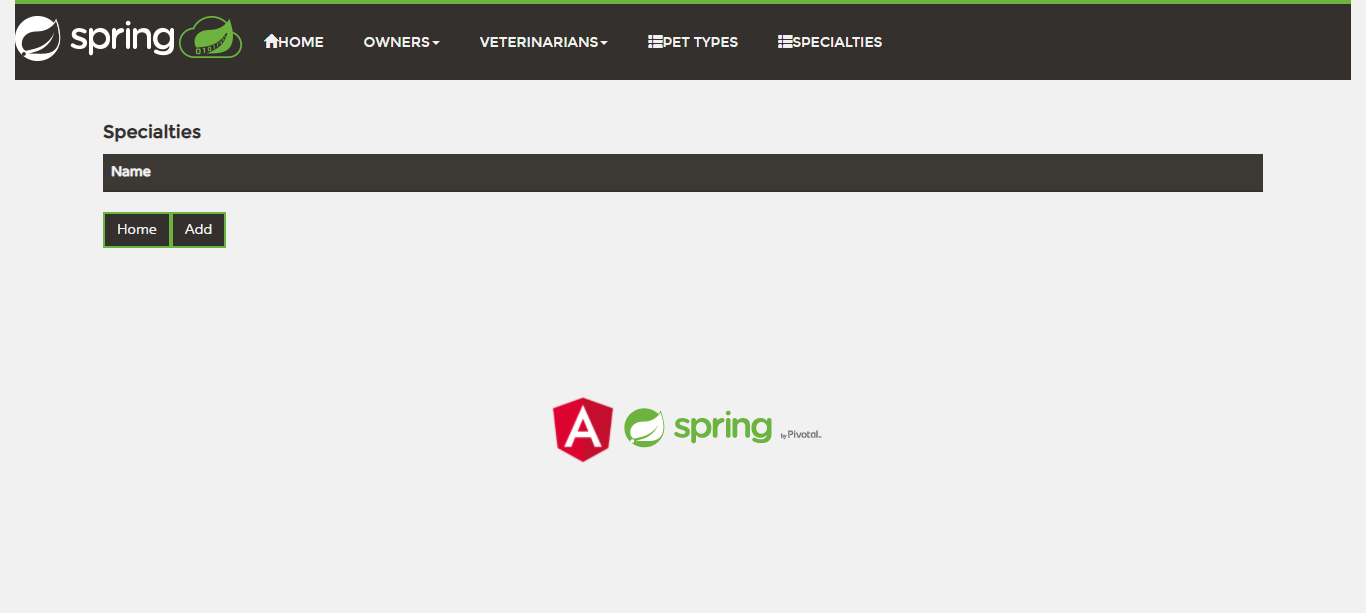 spring HOME OWNERS VETERINARIANS PET TYPES SPECIALTIES
Specialties
Name
Home Add
spring by Pivotal.